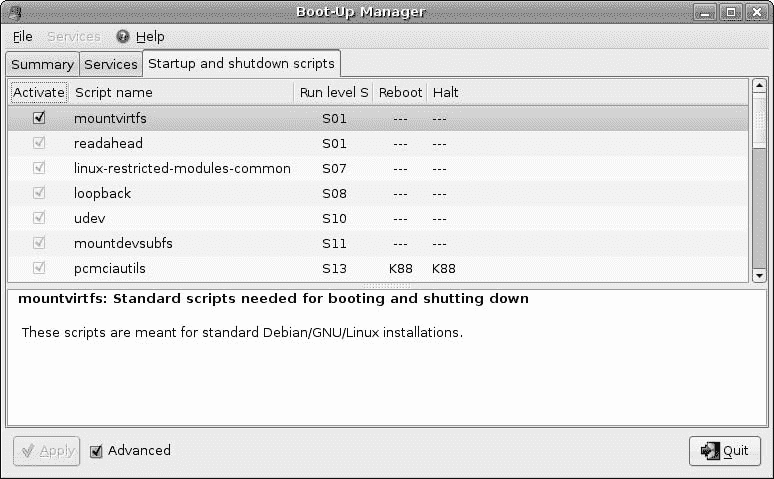 Boot-Up Manager
File Services Help
Summary Services Startup and shutdown scripts
Activate Script name Run level S Reboot Halt
mountvirtfs S01 --- ---
readahead S01 --- ---
linux-restricted-modules-common S07 --- ---
loopback S08 --- ---
udev S10 --- ---
mountdevsubfs S11 --- ---
pcmciautils S13 K88 K88
mountvirtfs: Standard scripts needed for booting and shutting down
These scripts are meant for standard Debian/GNU/Linux installations.
Apply Advanced Quit